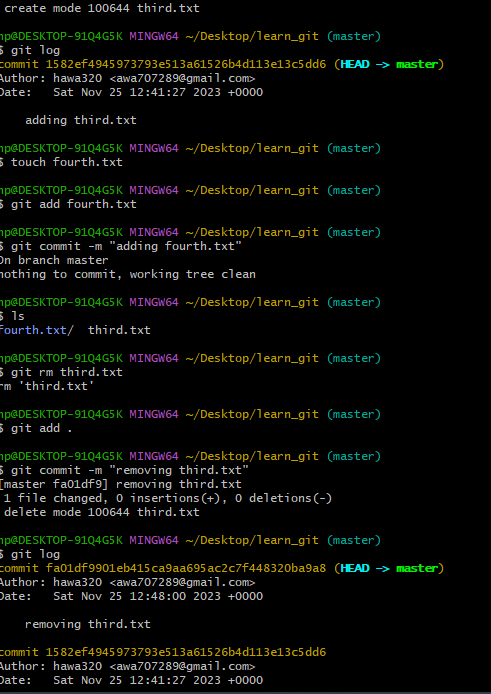 create mode 100644 third.txt
np@DESKTOP-91Q4G5K MINGW64 ~/Desktop/learn_git (master)
$ git log
commit 1582ef4945973793e513a61526b4d113e13c5dd6 (HEAD -> master)
Author: hawa320 <awa707289@gmail.com>
Date: Sat Nov 25 12:41:27 2023 +0000
adding third.txt
np@DESKTOP-91Q4G5K MINGW64 ~/Desktop/learn_git (master)
$ touch fourth.txt
np@DESKTOP-91Q4G5K MINGW64 ~/Desktop/learn_git (master)
$ git add fourth.txt
np@DESKTOP-91Q4G5K MINGW64 ~/Desktop/learn_git (master)
$ git commit -m "adding fourth.txt"
On branch master
nothing to commit, working tree clean
np@DESKTOP-91Q4G5K MINGW64 ~/Desktop/learn_git (master)
$ ls
fourth.txt/ third.txt
np@DESKTOP-91Q4G5K MINGW64 ~/Desktop/learn_git (master)
$ git rm third.txt
rm 'third.txt'
np@DESKTOP-91Q4G5K MINGW64 ~/Desktop/learn_git (master)
$ git add .
np@DESKTOP-91Q4G5K MINGW64 ~/Desktop/learn_git (master)
$ git commit -m "removing third.txt"
[master fa01df9] removing third.txt
1 file changed, 0 insertions(+), 0 deletions(-)
delete mode 100644 third.txt
np@DESKTOP-91Q4G5K MINGW64 ~/Desktop/learn_git (master)
$ git log
commit fa01df9901eb415ca9aa695ac2c7f448320ba9a8 (HEAD -> master)
Author: hawa320 <awa707289@gmail.com>
Date: Sat Nov 25 12:48:00 2023 +0000
removing third.txt
commit 1582ef4945973793e513a61526b4d113e13c5dd6
Author: hawa320 <awa707289@gmail.com>
Date: Sat Nov 25 12:41:27 2023 +0000